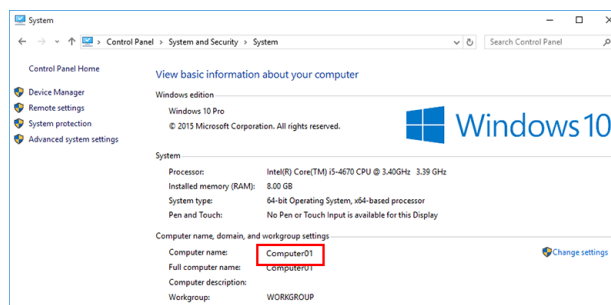 System
Control Panel > System and Security > System
Search Control Panel
Control Panel Home
Device Manager
Remote settings
System protection
Advanced system settings
View basic information about your computer
Windows edition
Windows 10 Pro
© 2015 Microsoft Corporation. All rights reserved.
Windows 10
System
Processor: Intel(R) Core(TM) i5-4670 CPU @ 3.40GHz 3.39 GHz
Installed memory (RAM): 8.00 GB
System type: 64-bit Operating System, x64-based processor
Pen and Touch: No Pen or Touch Input is available for this Display
Computer name, domain, and workgroup settings
Computer name: Computer01
Change settings
Full computer name: Computer01
Computer description:
Workgroup: WORKGROUP